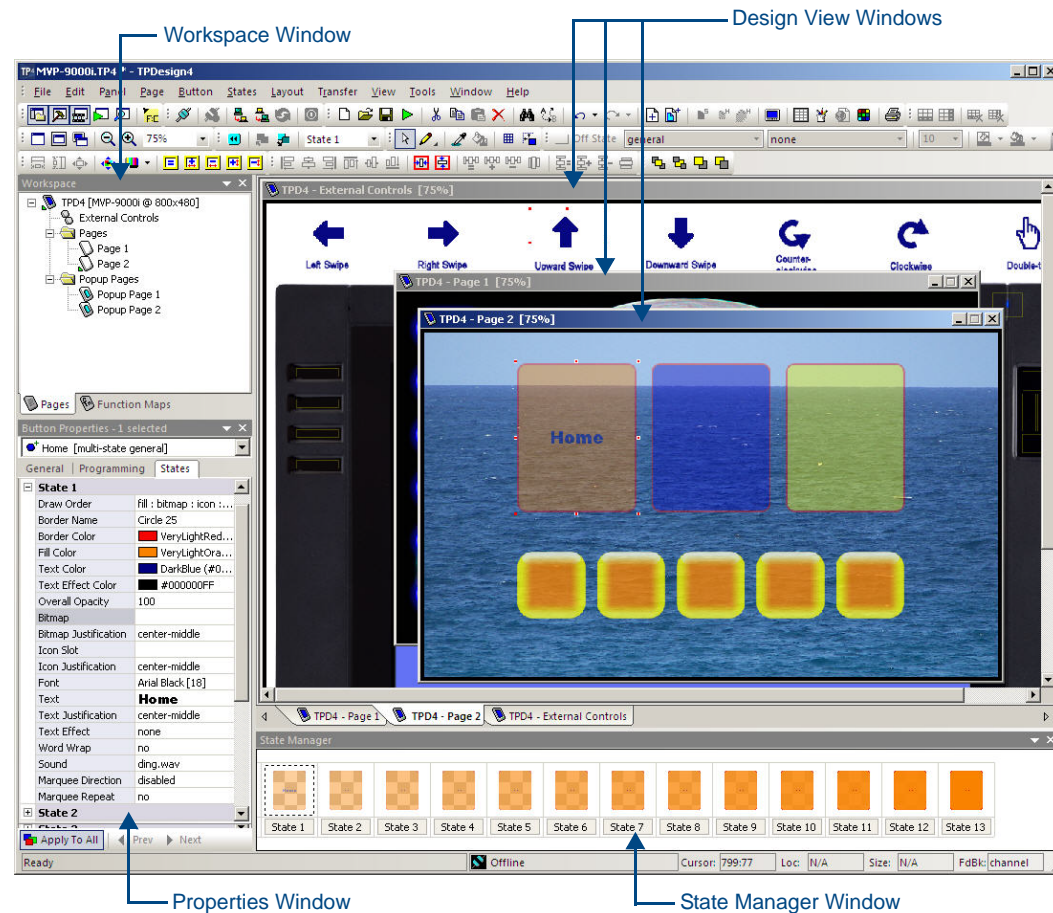 Design View Windows
Workspace Window
MVP-9000i.TP4 * - TPDesign4
File Edit Panel Page Button States Layout Transfer View Tools Window Help
75% State 1 Off State general none 10
Workspace
TPD4 [MVP-9000i @ 800x480]
External Controls
Pages
Page 1
Page 2
Popup Pages
Popup Page 1
Popup Page 2
Pages Function Maps
TPD4 - External Controls [75%]
Left Swipe Right Swipe Upward Swipe Downward Swipe Counter- Clockwise
TPD4 - Page 1 [75%]
TPD4 - Page 2 [75%]
Home
Button Properties - 1 selected
Home [multi-state general]
General Programming States
State 1
Draw Order fill : bitmap : icon :...
Border Name Circle 25
Border Color VeryLightRed...
Fill Color VeryLightOra...
Text Color DarkBlue (#0...
Text Effect Color #000000FF
Overall Opacity 100
Bitmap
Bitmap Justification center-middle
Icon Slot
Icon Justification center-middle
Font Arial Black [18]
Text Home
Text Justification center-middle
Text Effect none
Word Wrap no
Sound ding.wav
Marquee Direction disabled
Marquee Repeat no
State 2
Apply To All Prev Next
TPD4 - Page 1 TPD4 - Page 2 TPD4 - External Controls
State Manager
State 1 State 2 State 3 State 4 State 5 State 6 State 7 State 8 State 9 State 10 State 11 State 12 State 13
Ready Offline Cursor: 799:77 Loc: N/A Size: N/A FdBk: channel
Properties Window
State Manager Window